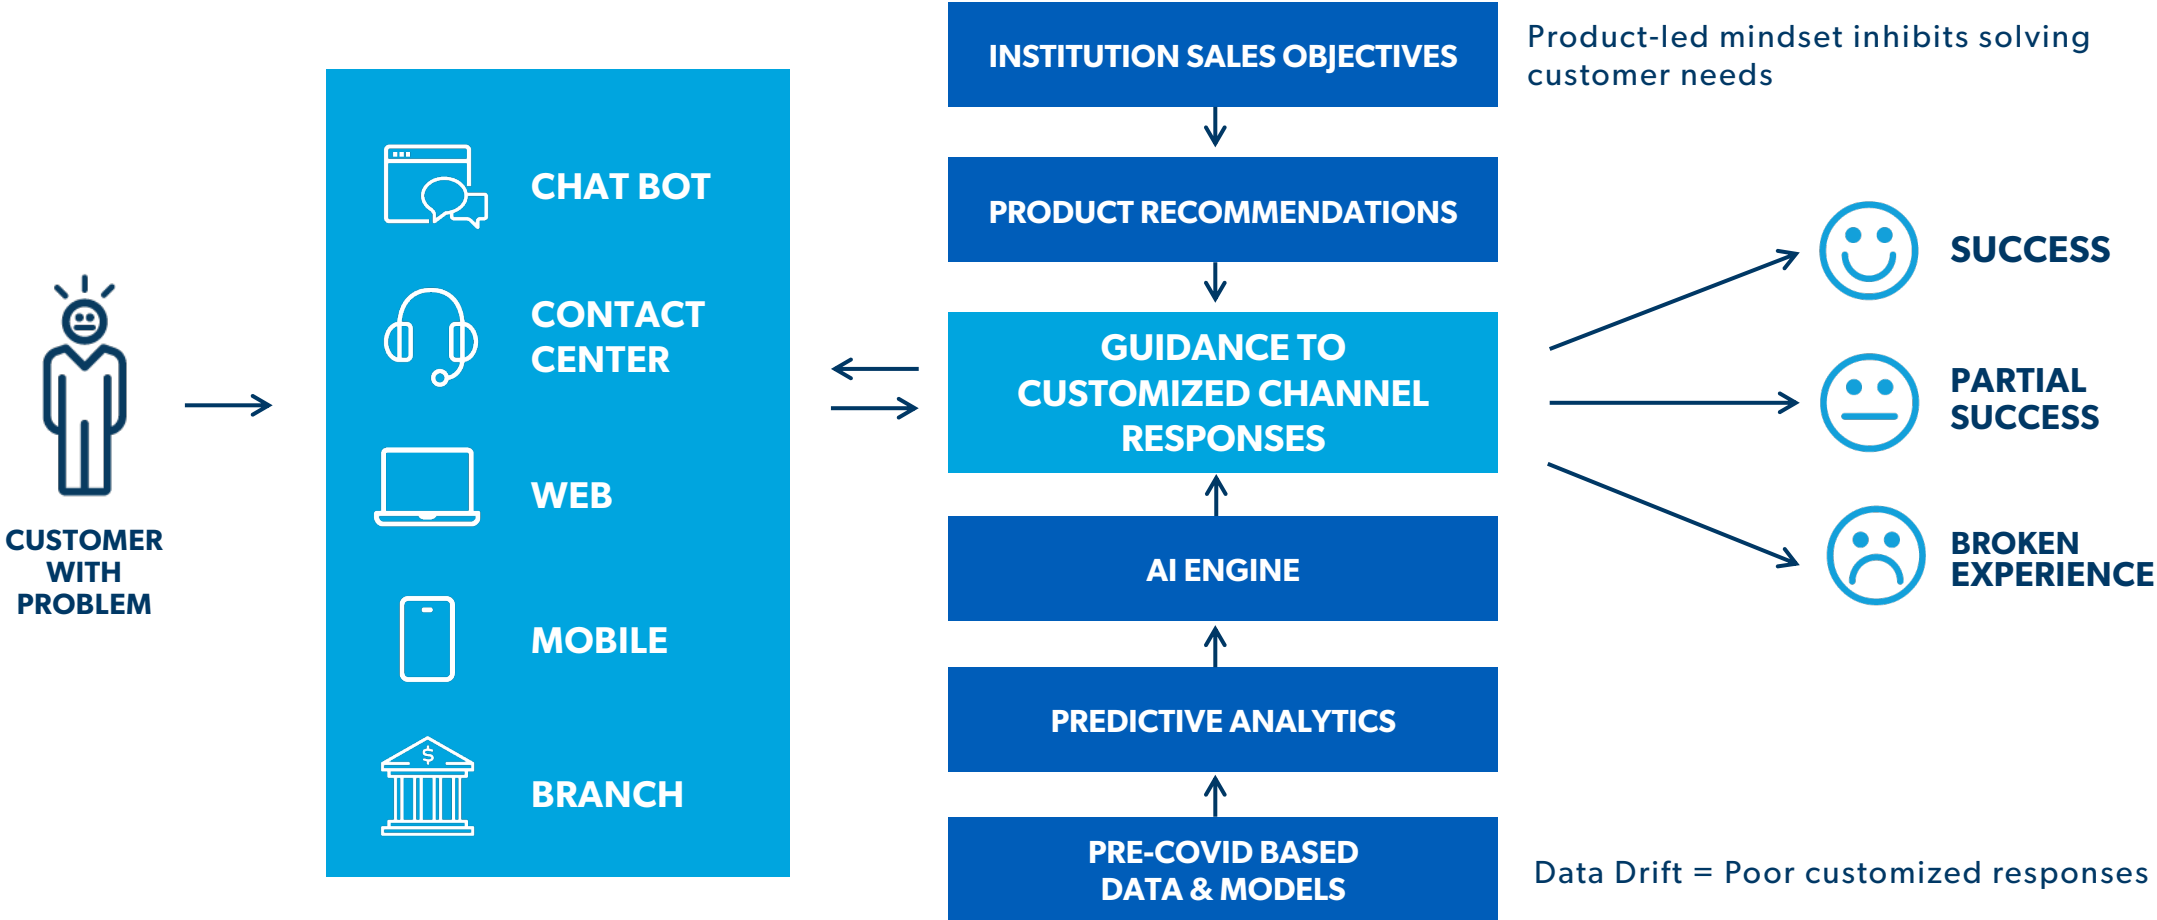 CUSTOMER
WITH
PROBLEM
CHAT BOT
CONTACT
CENTER
WEB
MOBILE
$
BRANCH
INSTITUTION SALES OBJECTIVES
PRODUCT RECOMMENDATIONS
GUIDANCE TO
CUSTOMIZED CHANNEL
RESPONSES
AI ENGINE
PREDICTIVE ANALYTICS
PRE-COVID BASED
DATA & MODELS
Product-led mindset inhibits solving
customer needs
SUCCESS
PARTIAL
SUCCESS
BROKEN
EXPERIENCE
Data Drift = Poor customized responses